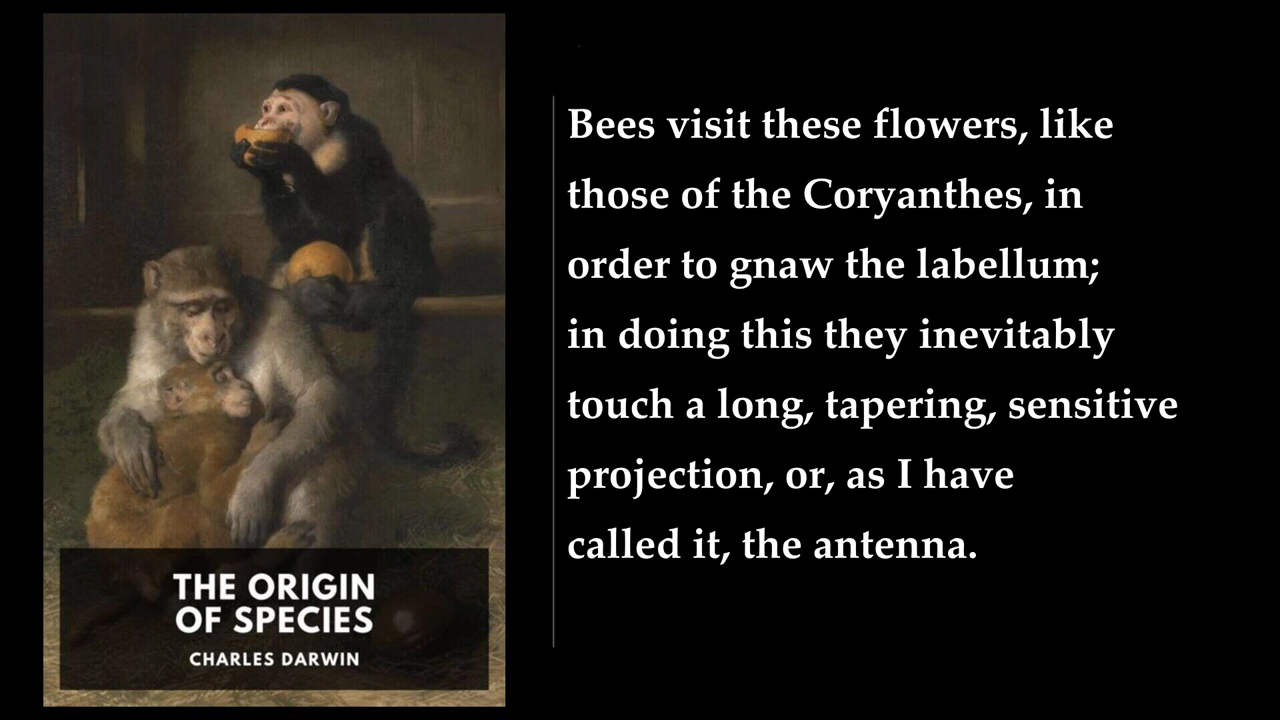 THE ORIGIN
OF SPECIES
CHARLES DARWIN
Bees visit these flowers, like
those of the Coryanthes, in
order to gnaw the labellum;
in doing this they inevitably
touch a long, tapering, sensitive
projection, or, as I have
called it, the antenna.